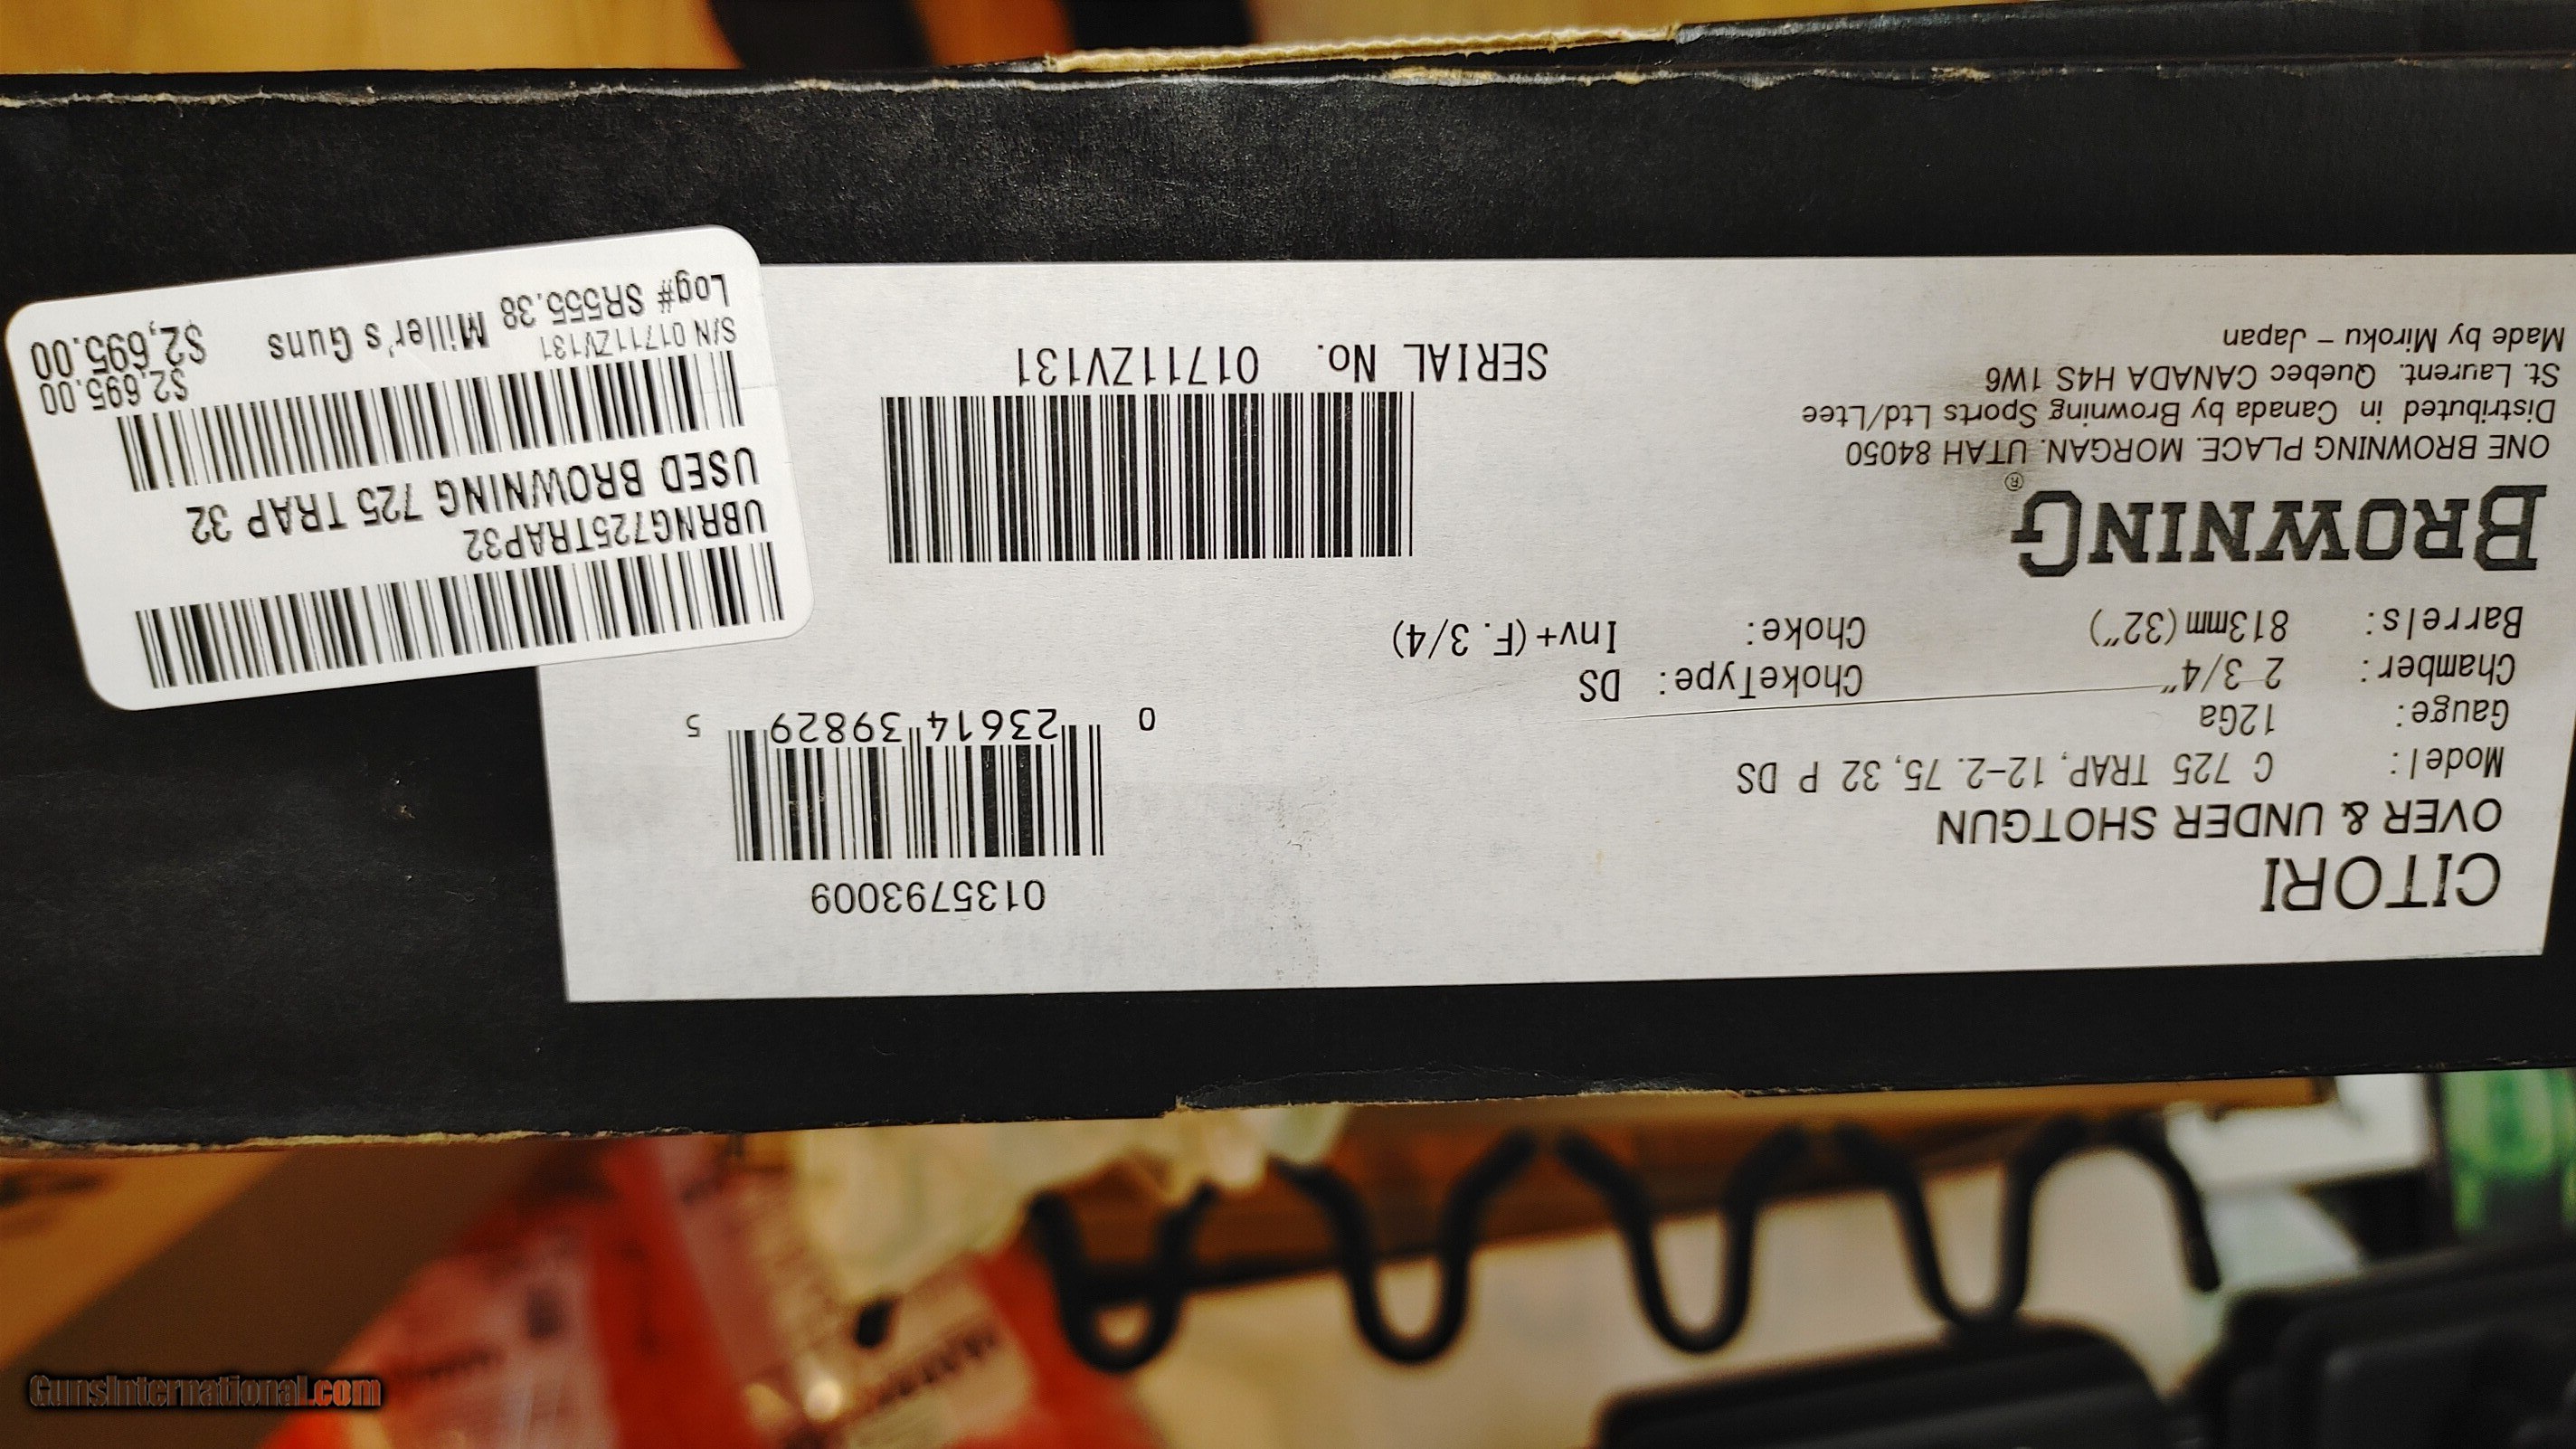 CITORI
OVER & UNDER SHOTGUN
Model: C 725 TRAP, 12-2.75, 32 P DS
Gauge: 12Ga
Chamber: 2 3/4" ChokeType: DS
Barrels: 813mm(32") Choke: Inv+(F. 3/4)
BROWNING®
ONE BROWNING PLACE. MORGAN. UTAH 84050
Distributed in Canada by Browning Sports Ltd/Ltee
St. Laurent. Quebec CANADA H4S 1W6
Made by Miroku - Japan
0135793009
0 23614 39829 5
SERIAL No. 01711ZV131
UBRNG725TRAP32
USED BROWNING 725 TRAP 32
S/N 01711ZV131 $2,695.00
Log# SR555.38 Miller's Guns $2,695.00
GunsInternational.com